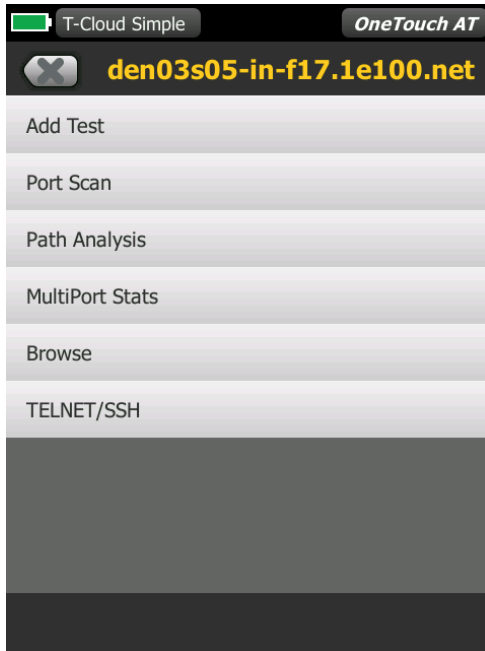 T-Cloud Simple
OneTouch AT
den03s05-in-f17.1e100.net
Add Test
Port Scan
Path Analysis
MultiPort Stats
Browse
TELNET/SSH